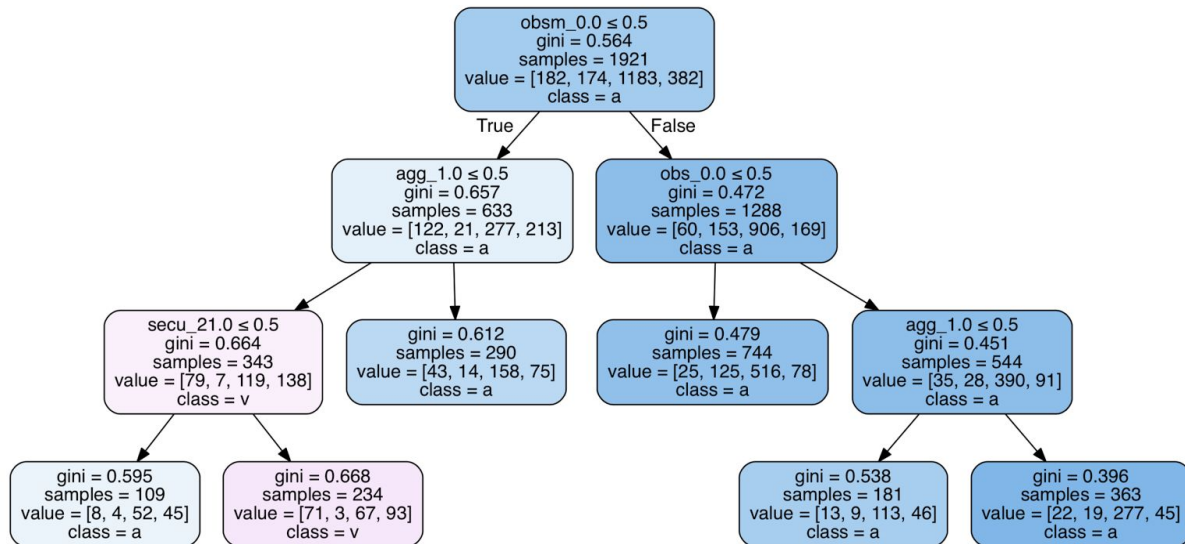 obsm_0.0 ≤ 0.5
gini = 0.564
samples = 1921
value = [182, 174, 1183, 382]
class = a
True
False
agg_1.0 ≤ 0.5
gini = 0.657
samples = 633
value = [122, 21, 277, 213]
class = a
obs_0.0 ≤ 0.5
gini = 0.472
samples = 1288
value = [60, 153, 906, 169]
class = a
secu_21.0 ≤ 0.5
gini = 0.664
samples = 343
value = [79, 7, 119, 138]
class = v
gini = 0.612
samples = 290
value = [43, 14, 158, 75]
class = a
gini = 0.479
samples = 744
value = [25, 125, 516, 78]
class = a
agg_1.0 ≤ 0.5
gini = 0.451
samples = 544
value = [35, 28, 390, 91]
class = a
gini = 0.595
samples = 109
value = [8, 4, 52, 45]
class = a
gini = 0.668
samples = 234
value = [71, 3, 67, 93]
class = v
gini = 0.538
samples = 181
value = [13, 9, 113, 46]
class = a
gini = 0.396
samples = 363
value = [22, 19, 277, 45]
class = a